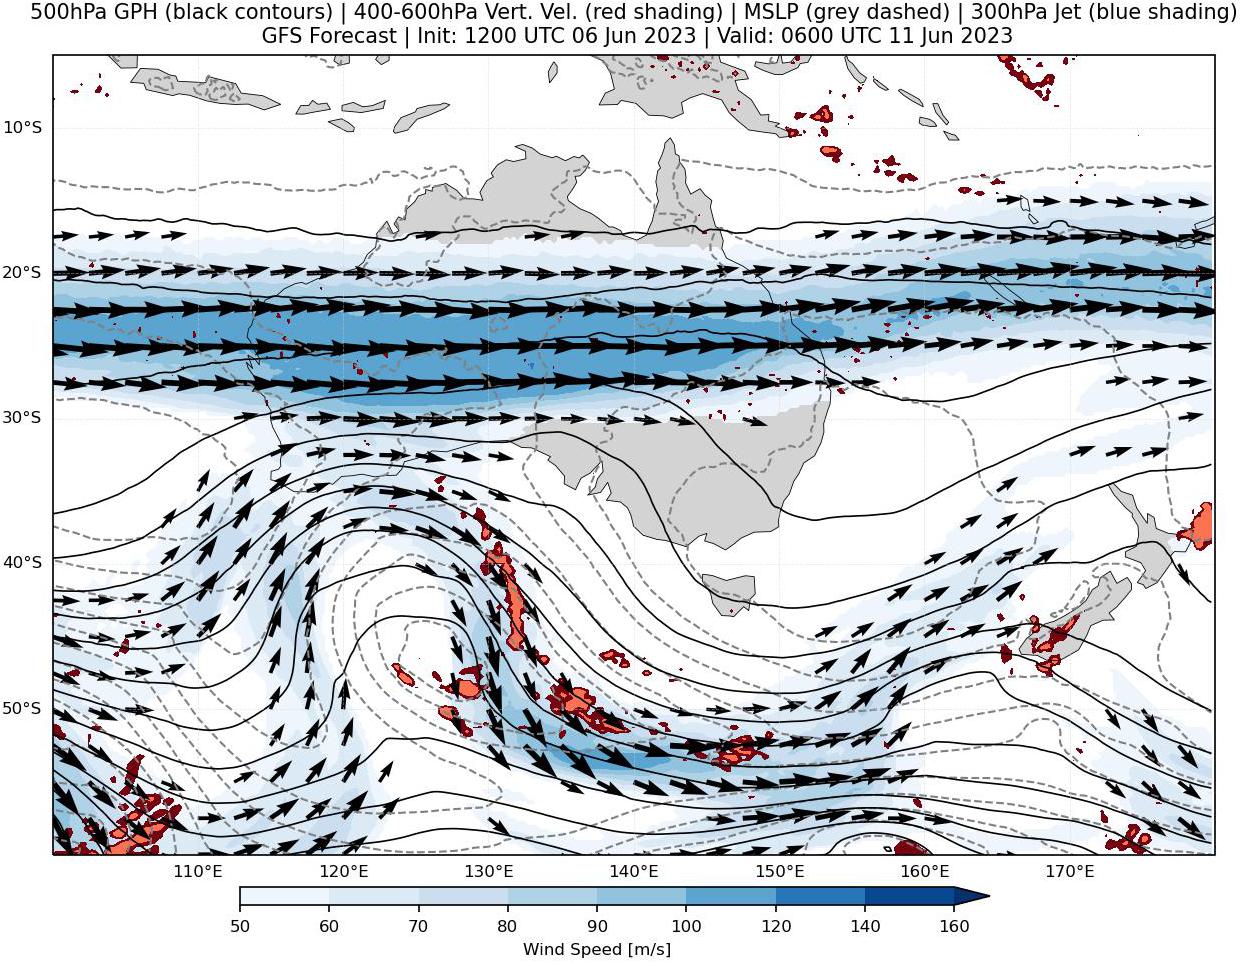 500hPa GPH (black contours) | 400-600hPa Vert. Vel. (red shading) | MSLP (grey dashed) | 300hPa Jet (blue shading)
GFS Forecast | Init: 1200 UTC 06 Jun 2023 | Valid: 0600 UTC 11 Jun 2023
10°S
20°S
30°S
40°S
50°S
110°E 120°E 130°E 140°E 150°E 160°E 170°E
50 60 70 80 90 100 120 140 160
Wind Speed [m/s]